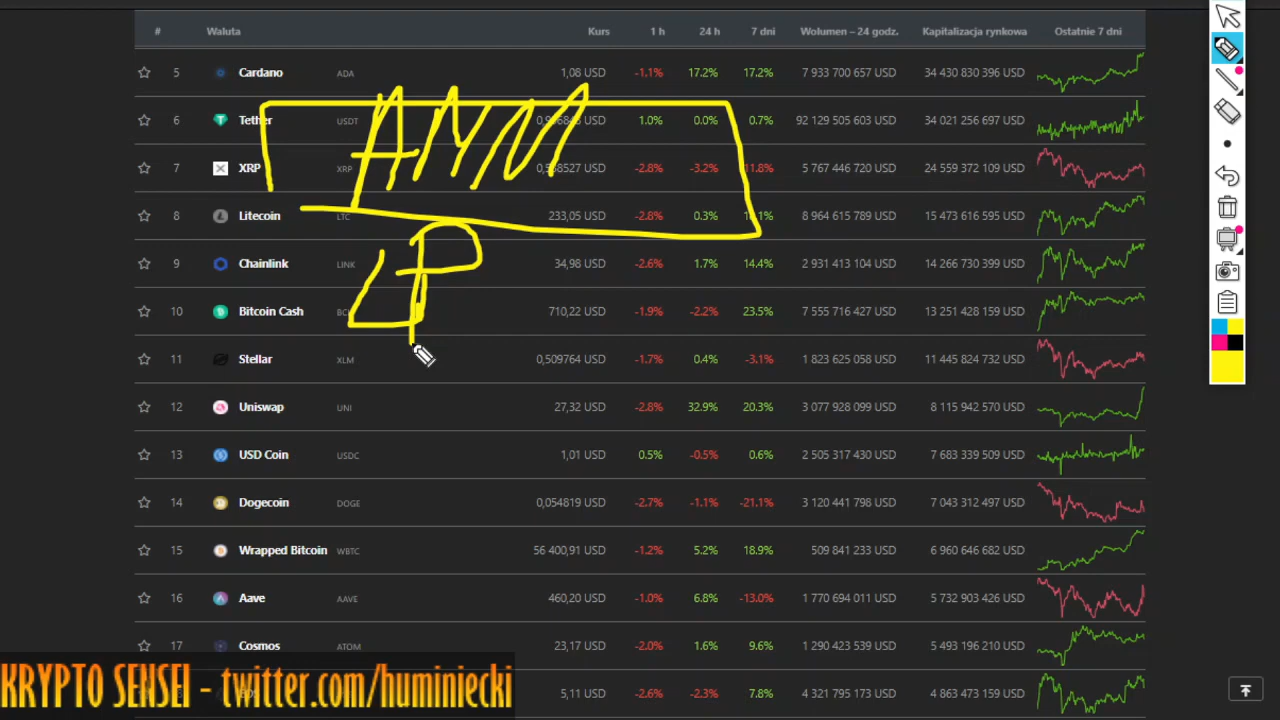 # Waluta Kurs 1 h 24 h 7 dni Wolumen – 24 godz. Kapitalizacja rynkowa Ostatnie 7 dni
5 Cardano ADA 1,08 USD -1.1% 17.2% 17.2% 7 933 700 657 USD 34 430 830 396 USD
AMM
6 Tether USDT USD 1.0% 0.0% 0.7% 92 129 505 603 USD 34 021 256 697 USD
7 XRP XRP USD -2.8% -3.2% 5 767 446 720 USD 24 559 372 109 USD
8 Litecoin LTC 233,05 USD -2.8% 0.3% 8 964 615 789 USD 15 473 616 595 USD
LP
9 Chainlink LINK 34,98 USD -2.6% 1.7% 14.4% 2 931 413 104 USD 14 266 730 399 USD
10 Bitcoin Cash 710,22 USD -1.9% -2.2% 23.5% 7 555 716 427 USD 13 251 428 159 USD
11 Stellar XLM 0,509764 USD -1.7% 0.4% -3.1% 1 823 625 058 USD 11 445 824 732 USD
12 Uniswap UNI 27,32 USD -2.8% 32.9% 20.3% 3 077 928 099 USD 8 115 942 570 USD
13 USD Coin USDC 1,01 USD 0.5% -0.5% 0.6% 2 505 317 430 USD 7 683 339 509 USD
14 Dogecoin DOGE 0,054819 USD -2.7% -1.1% -21.1% 3 120 441 798 USD 7 043 312 497 USD
15 Wrapped Bitcoin WBTC 56 400,91 USD -1.2% 5.2% 18.9% 509 841 233 USD 6 960 646 682 USD
16 Aave AAVE 460,20 USD -1.0% 6.8% -13.0% 1 770 694 011 USD 5 732 903 426 USD
17 Cosmos ATOM 23,17 USD -2.0% 1.6% 9.6% 1 290 423 539 USD 5 493 196 210 USD
5,11 USD -2.6% -2.3% 7.8% 4 321 795 173 USD 4 863 473 159 USD
KRYPTO SENSEI – twitter.com/huminiecki